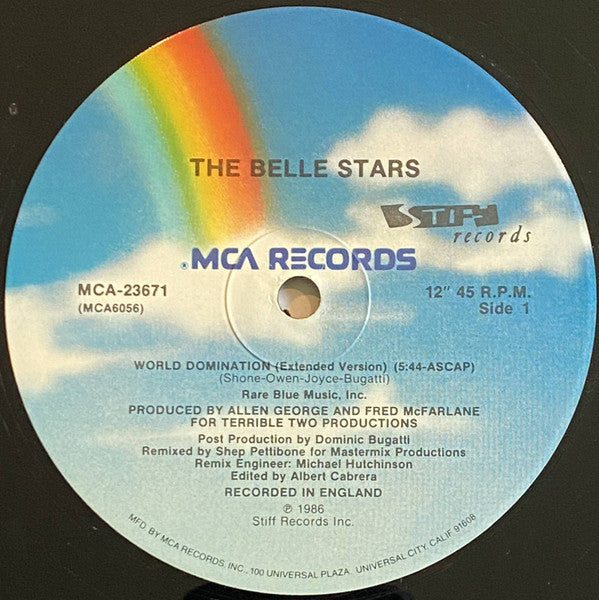 THE BELLE STARS
STIFF
records
MCA RECORDS
MCA-23671
(MCA6056)
12" 45 R.P.M.
Side 1
WORLD DOMINATION (Extended Version) (5:44-ASCAP)
(Shone-Owen-Joyce-Bugatti)
Rare Blue Music, Inc.
PRODUCED BY ALLEN GEORGE AND FRED McFARLANE
FOR TERRIBLE TWO PRODUCTIONS
Post Production by Dominic Bugatti
Remixed by Shep Pettibone for Mastermix Productions
Remix Engineer: Michael Hutchinson
Edited by Albert Cabrera
RECORDED IN ENGLAND
℗ 1986
Stiff Records Inc.
MFD. BY MCA RECORDS, INC., 100 UNIVERSAL PLAZA, UNIVERSAL CITY, CALIF. 91608